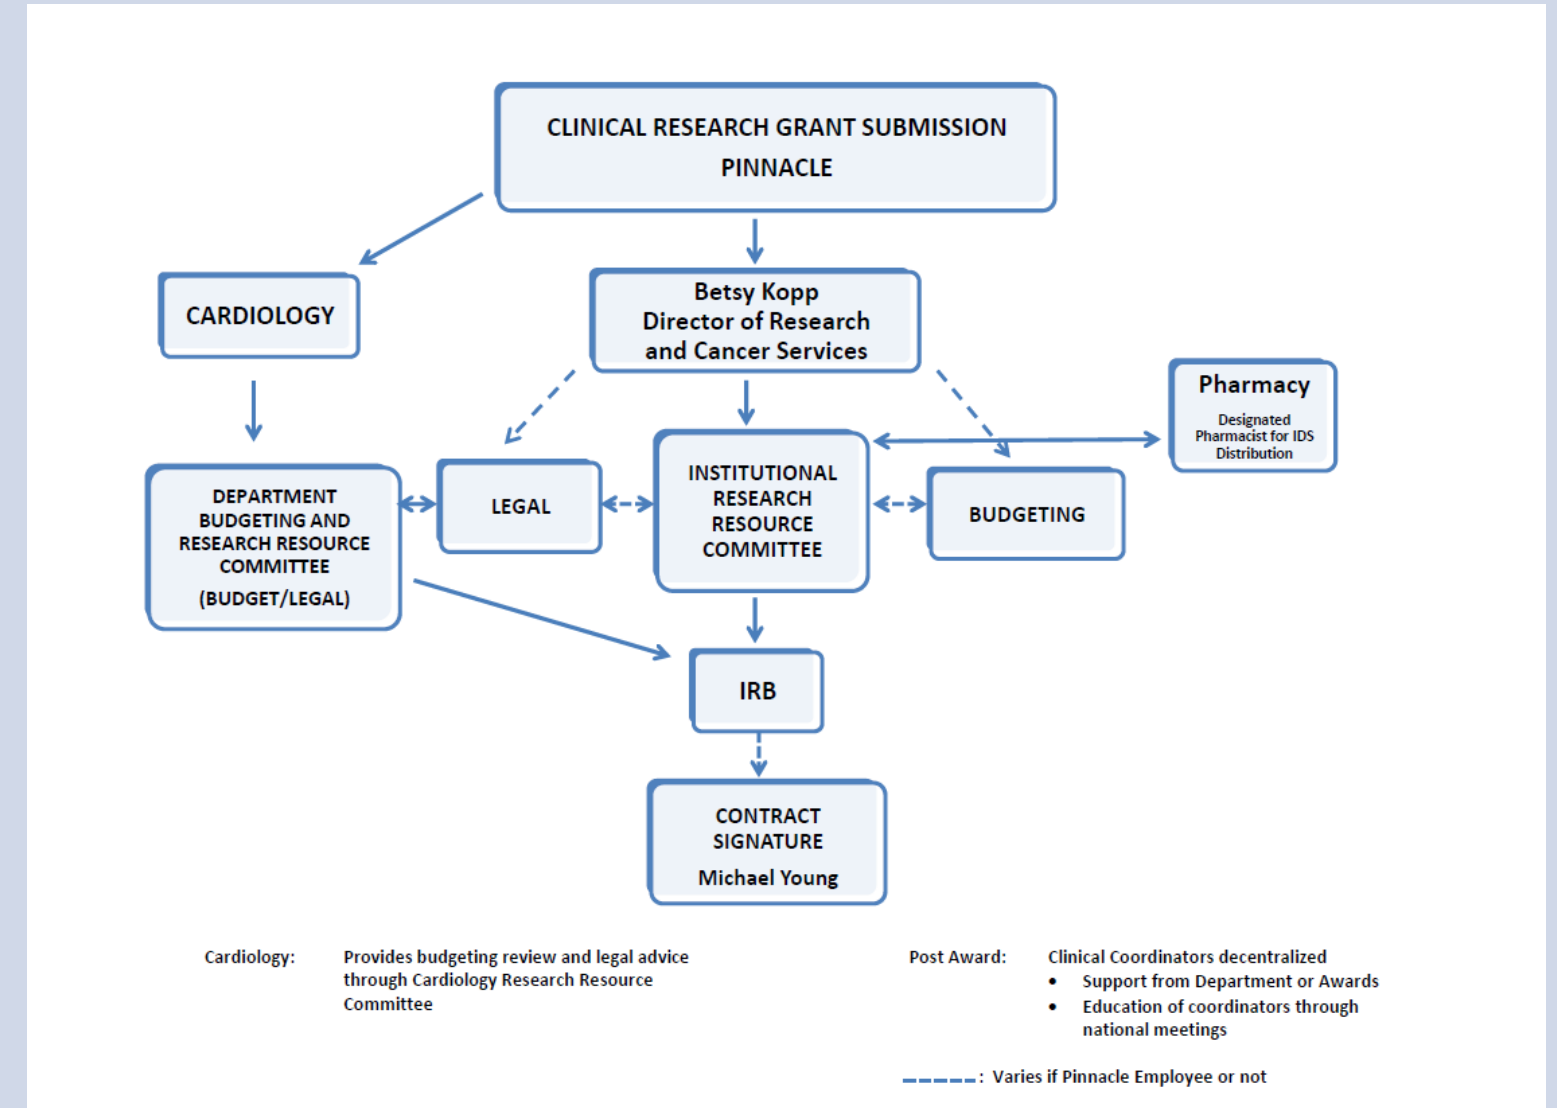 CLINICAL RESEARCH GRANT SUBMISSION
PINNACLE
CARDIOLOGY
Betsy Kopp
Director of Research
and Cancer Services
Pharmacy
Designated
Pharmacist for IDS
Distribution
DEPARTMENT
BUDGETING AND
RESEARCH RESOURCE
COMMITTEE
(BUDGET/LEGAL)
LEGAL
INSTITUTIONAL
RESEARCH
RESOURCE
COMMITTEE
BUDGETING
IRB
CONTRACT
SIGNATURE
Michael Young
Cardiology: Provides budgeting review and legal advice
through Cardiology Research Resource
Committee
Post Award: Clinical Coordinators decentralized
• Support from Department or Awards
• Education of coordinators through
national meetings
: Varies if Pinnacle Employee or not